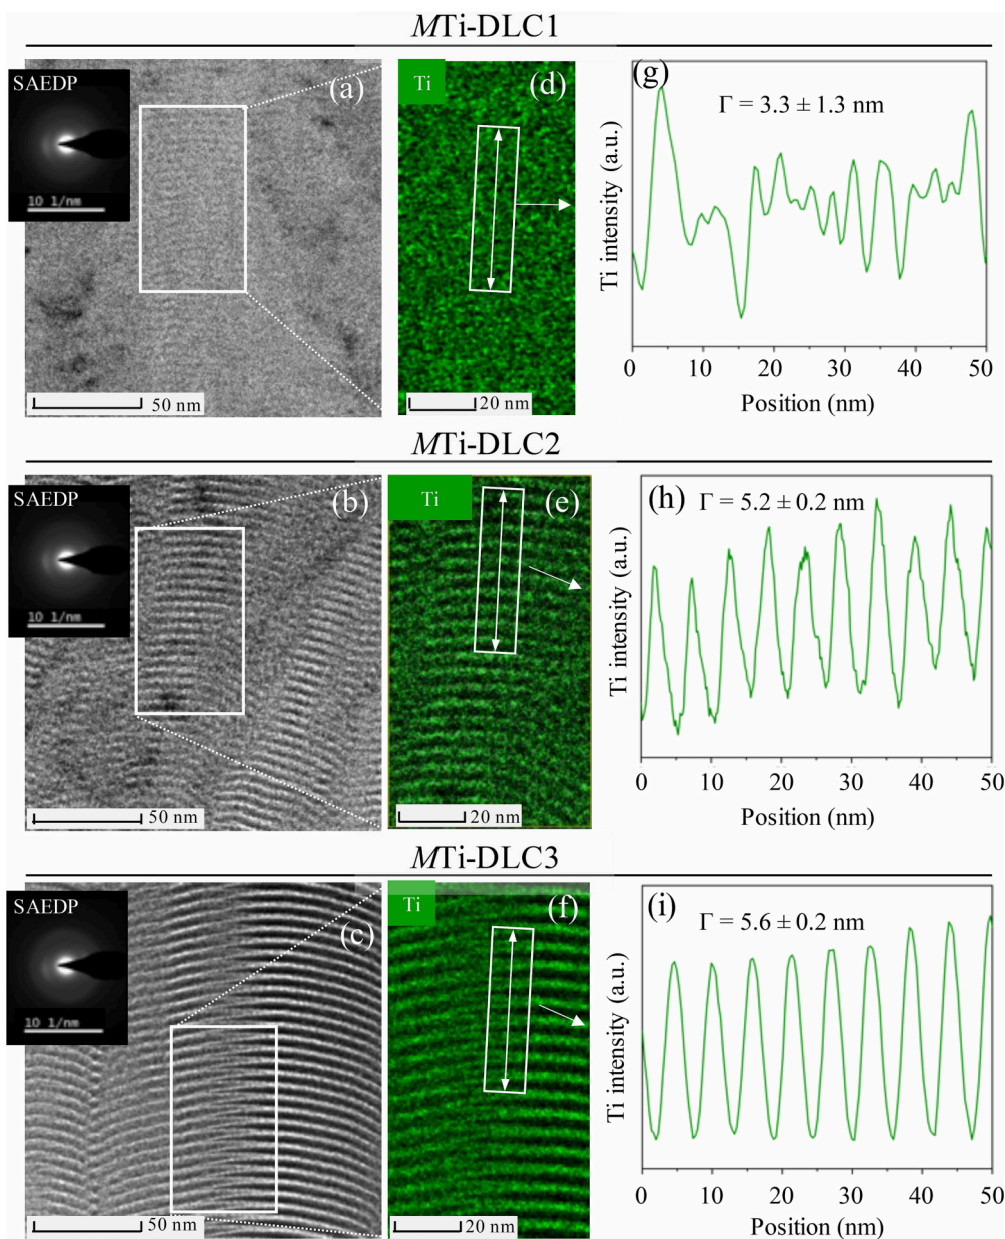 MTi-DLC1
SAEDP
(a)
10 1/nm
50 nm
Ti
(d)
20 nm
(g)
Γ = 3.3 ± 1.3 nm
Ti intensity (a.u.)
0 10 20 30 40 50
Position (nm)
MTi-DLC2
SAEDP
(b)
10 1/nm
50 nm
Ti
(e)
20 nm
(h)
Γ = 5.2 ± 0.2 nm
Ti intensity (a.u.)
0 10 20 30 40 50
Position (nm)
MTi-DLC3
SAEDP
(c)
10 1/nm
50 nm
Ti
(f)
20 nm
(i)
Γ = 5.6 ± 0.2 nm
Ti intensity (a.u.)
0 10 20 30 40 50
Position (nm)